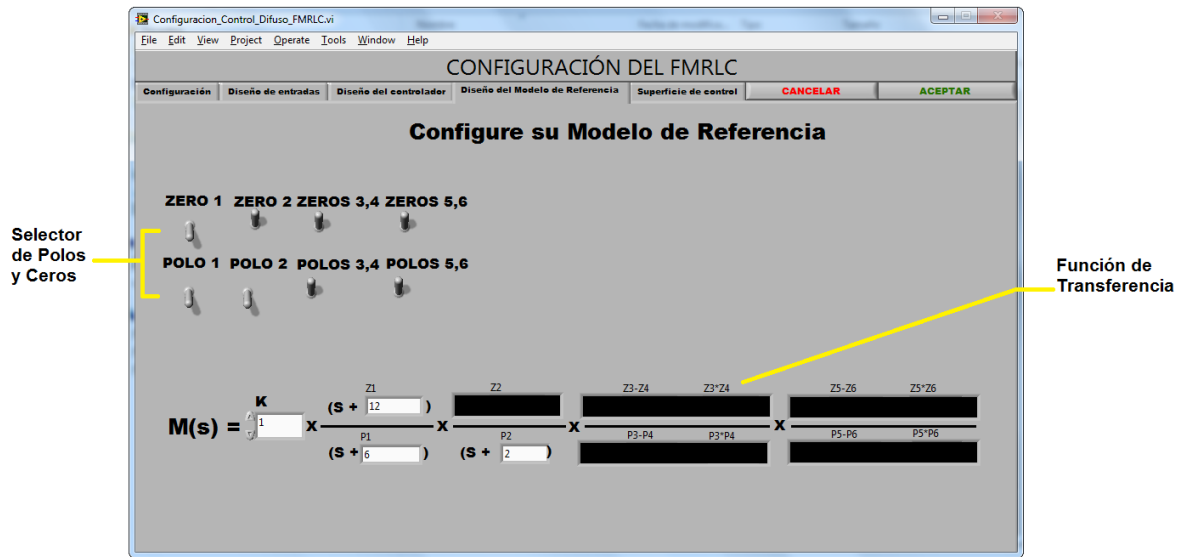 Configuracion_Control_Difuso_FMRLC.vi
File Edit View Project Operate Tools Window Help
CONFIGURACIÓN DEL FMRLC
Configuración Diseño de entradas Diseño del controlador Diseño del Modelo de Referencia Superficie de control CANCELAR ACEPTAR
Configure su Modelo de Referencia
ZERO 1 ZERO 2 ZEROS 3,4 ZEROS 5,6
Selector
de Polos
y Ceros
POLO 1 POLO 2 POLOS 3,4 POLOS 5,6
Función de
Transferencia
Z1 Z2 Z3-Z4 Z3*Z4 Z5-Z6 Z5*Z6
K
(S + 12 )
M(s) = 1 x x x x
P1 P2 P3-P4 P3*P4 P5-P6 P5*P6
(S + 6 ) (S + 2 )